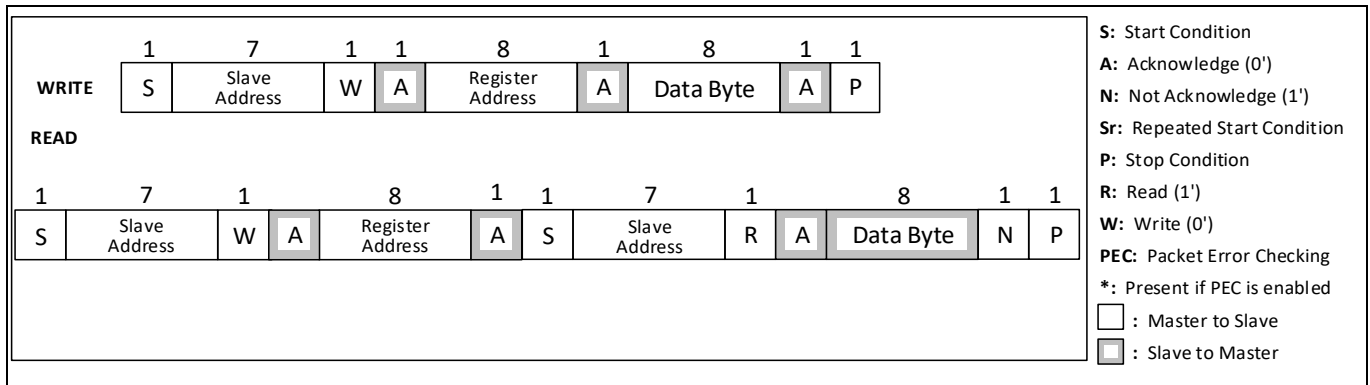 1 7 1 1 8 1 8 1 1
WRITE S Slave Address W A Register Address A Data Byte A P
READ
1 7 1 8 1 1 7 1 8 1 1
S Slave Address W A Register Address A S Slave Address R A Data Byte N P
S: Start Condition
A: Acknowledge (0')
N: Not Acknowledge (1')
Sr: Repeated Start Condition
P: Stop Condition
R: Read (1')
W: Write (0')
PEC: Packet Error Checking
*: Present if PEC is enabled
: Master to Slave
: Slave to Master